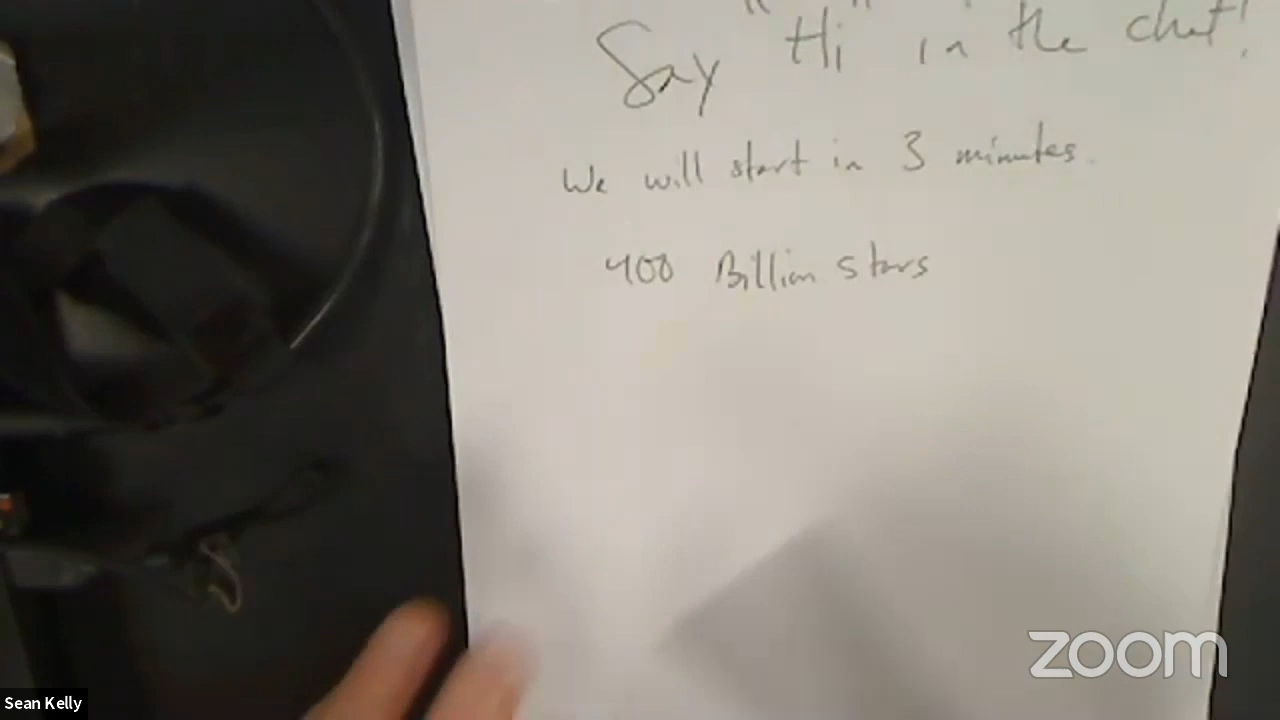 Say "Hi" in the chat!
We will start in 3 minutes.
400 Billion stars
zoom
Sean Kelly